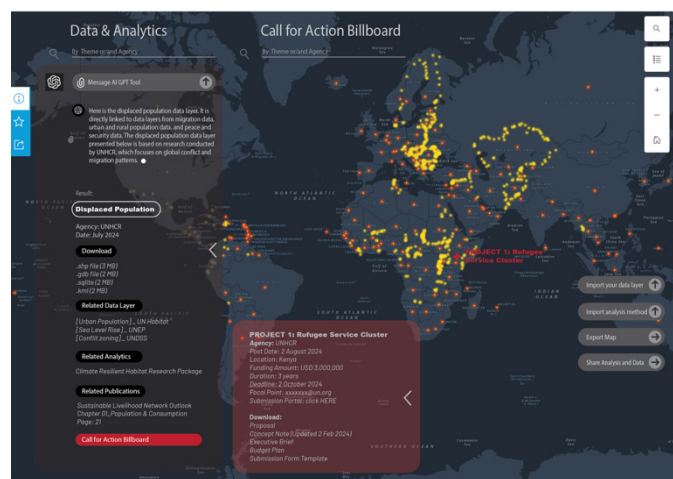 Data & Analytics
By Theme or/and Agency
Call for Action Billboard
By Theme or/and Agency
Message AI GPT Tool
Here is the displaced population data layer. It is
directly linked to data layers from migration data,
urban and rural population data, and peace and
security data. The displaced population data layer
presented below is based on research conducted
by UNHCR, which focuses on global conflict and
migration patterns.
Result:
Displaced Population
Agency: UNHCR
Date: July 2024
Download
.shp file (3 MB)
.gdb file (2 MB)
.sqlite (2 MB)
.kml (2 MB)
Related Data Layer
[Urban Population]_ UN Habitat
[Sea Level Rise]_ UNEP
[Conflit zoning]_ UNDSS
Related Analytics
Climate Resilient Habitat Research Package
Related Publications
Sustainable Livelihood Network Outlook
Chapter 01_Population & Consumption
Page: 21
Call for Action Billboard
NORTH ATLANTIC
OCEAN
SOUTH ATLANTIC
OCEAN
INDIAN
OCEAN
SOUTHERN OCEAN
PROJECT 1: Refugee
Service Cluster
PROJECT 1: Rufugee Service Cluster
Agency: UNHCR
Post Date: 2 August 2024
Location: Kenya
Funding Amount: USD 3,000,000
Duration: 3 years
Deadline: 2 October 2024
Focal Point: xxxxxxx@un.org
Submission Portal: click HERE
Download:
Proposal
Concept Note (Updated 2 Feb 2024)
Executive Brief
Budget Plan
Submission Form Template
Import your data layer
Import analysis method
Export Map
Share Analysis and Data